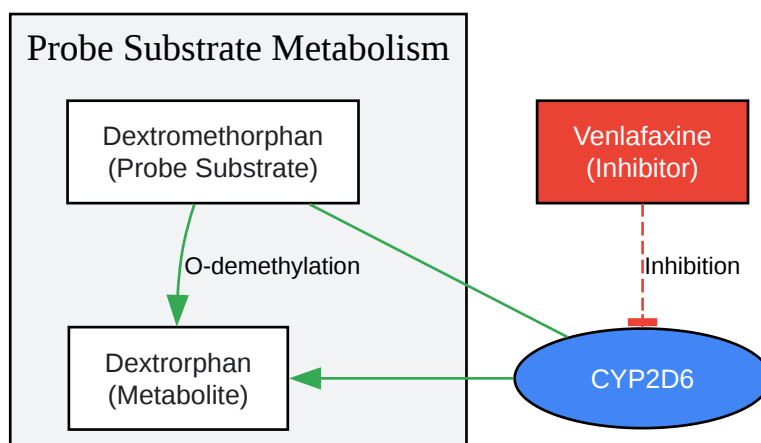 Probe Substrate Metabolism
Dextromethorphan
(Probe Substrate)
Venlafaxine
(Inhibitor)
O-demethylation
Inhibition
Dextrorphan
(Metabolite)
CYP2D6